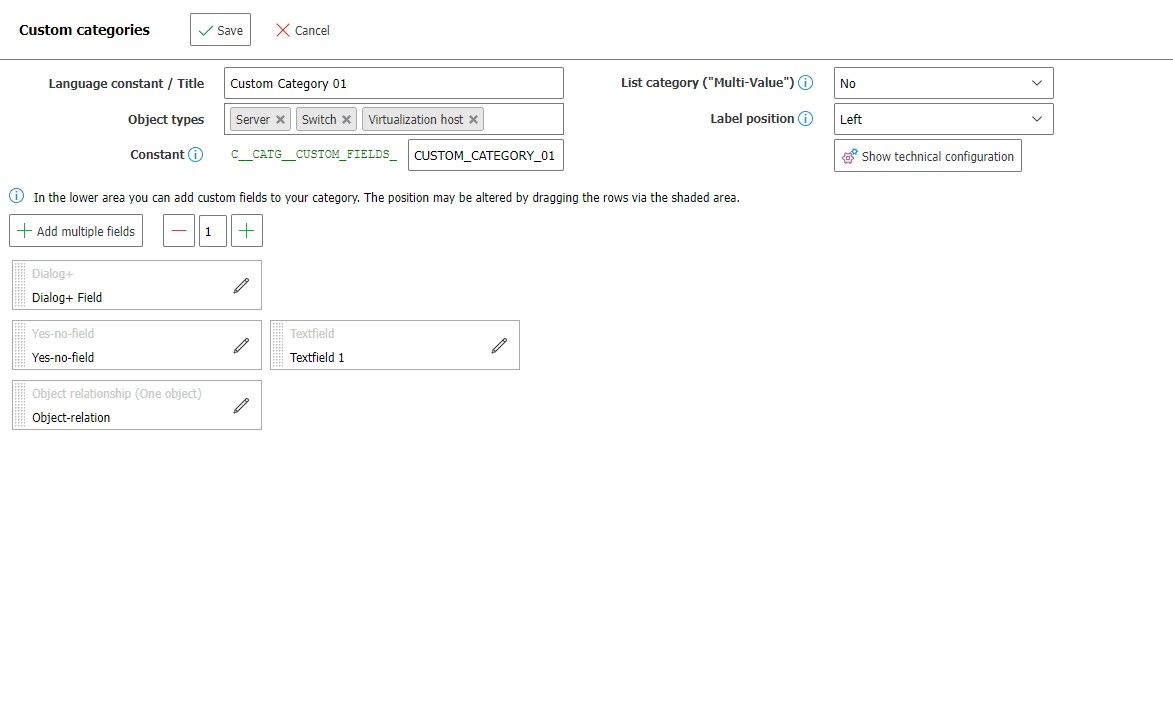 Custom categories
Save
Cancel
Language constant / Title
Custom Category 01
List category ("Multi-Value")
No
Object types
Server
Switch
Virtualization host
Label position
Left
Constant
C__CATG__CUSTOM_FIELDS_
CUSTOM_CATEGORY_01
Show technical configuration
In the lower area you can add custom fields to your category. The position may be altered by dragging the rows via the shaded area.
Add multiple fields
1
Dialog+
Dialog+ Field
Yes-no-field
Yes-no-field
Textfield
Textfield 1
Object relationship (One object)
Object-relation